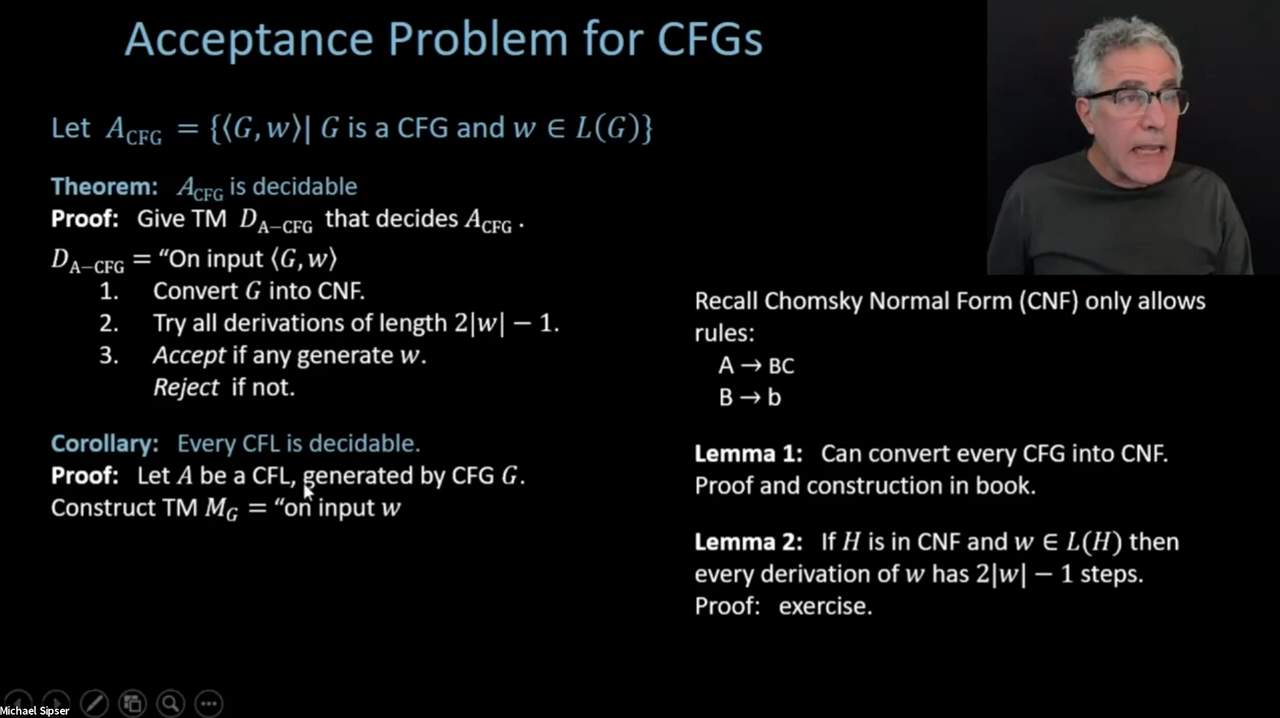 Acceptance Problem for CFGs
Let A_CFG = {⟨G, w⟩| G is a CFG and w ∈ L(G)}
Theorem: A_CFG is decidable
Proof: Give TM D_A−CFG that decides A_CFG .
D_A−CFG = “On input ⟨G, w⟩
1. Convert G into CNF.
2. Try all derivations of length 2|w| − 1.
3. Accept if any generate w.
Reject if not.
Corollary: Every CFL is decidable.
Proof: Let A be a CFL, generated by CFG G.
Construct TM M_G = “on input w
Recall Chomsky Normal Form (CNF) only allows
rules:
A → BC
B → b
Lemma 1: Can convert every CFG into CNF.
Proof and construction in book.
Lemma 2: If H is in CNF and w ∈ L(H) then
every derivation of w has 2|w| − 1 steps.
Proof: exercise.
Michael Sipser